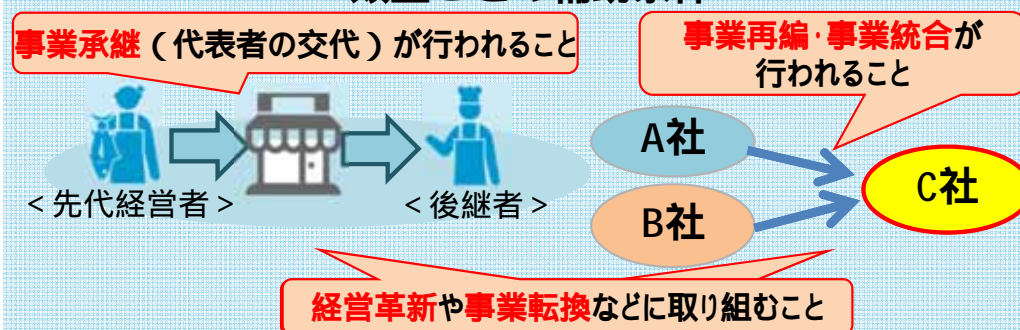 事業承継(代表者の交代)が行われること
事業再編・事業統合が
行われること
<先代経営者>
<後継者>
A社
B社
C社
経営革新や事業転換などに取り組むこと